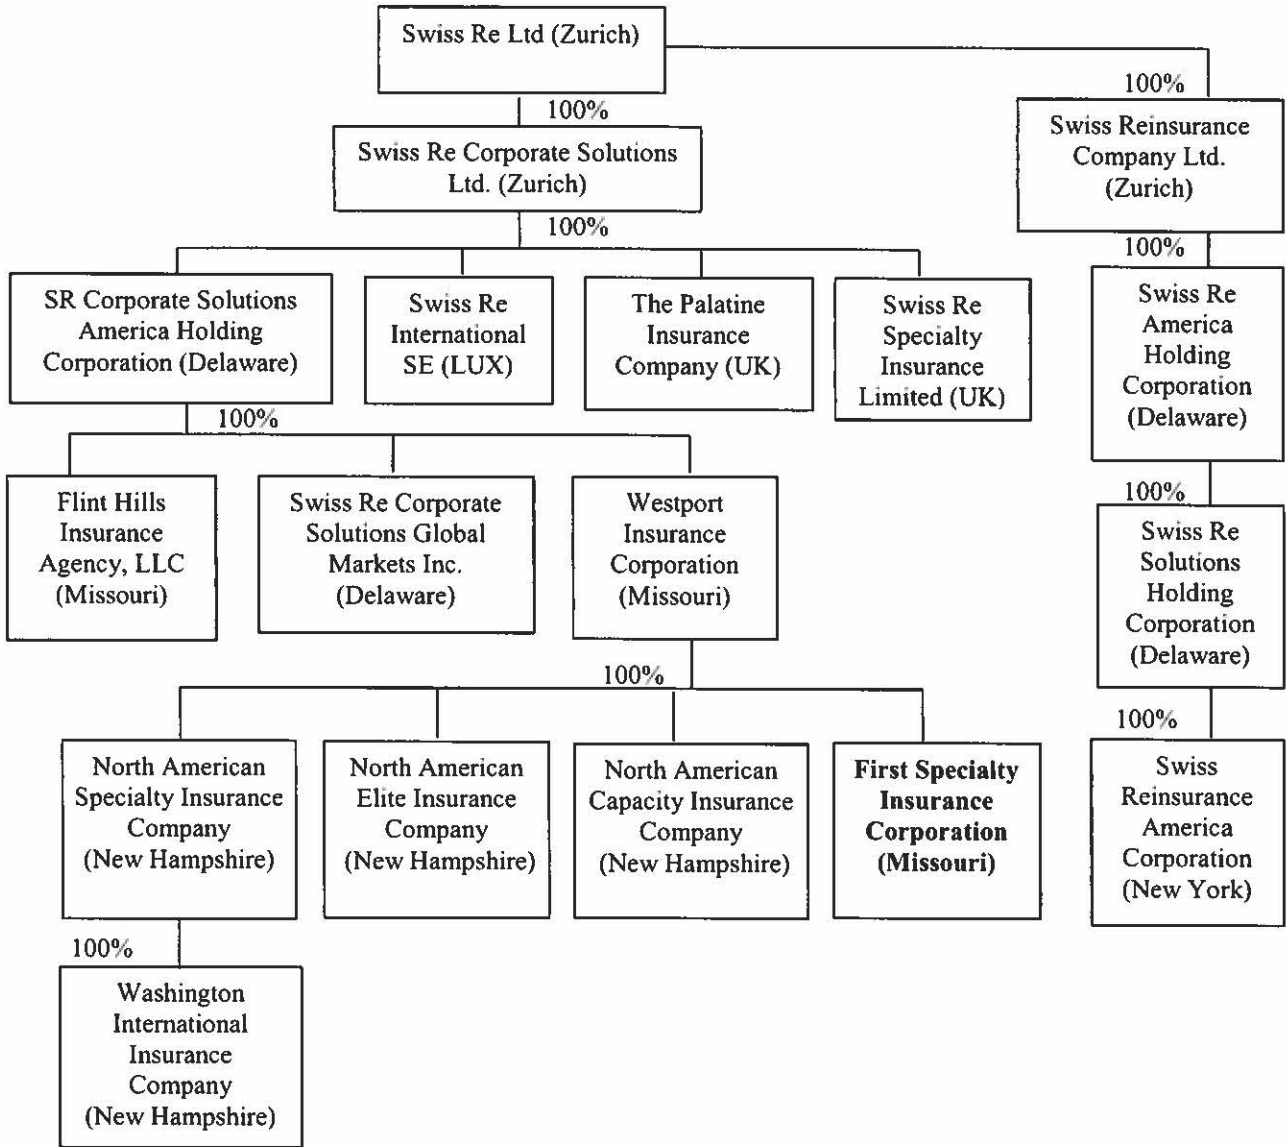 Swiss Re Ltd (Zurich)
100%
100%
Swiss Re Corporate Solutions
Ltd. (Zurich)
Swiss Reinsurance
Company Ltd.
(Zurich)
100%
100%
SR Corporate Solutions
America Holding
Corporation (Delaware)
Swiss Re
International
SE (LUX)
The Palatine
Insurance
Company (UK)
Swiss Re
Specialty
Insurance
Limited (UK)
Swiss Re
America
Holding
Corporation
(Delaware)
100%
100%
Flint Hills
Insurance
Agency, LLC
(Missouri)
Swiss Re Corporate
Solutions Global
Markets Inc.
(Delaware)
Westport
Insurance
Corporation
(Missouri)
Swiss Re
Solutions
Holding
Corporation
(Delaware)
100%
100%
North American
Specialty Insurance
Company
(New Hampshire)
North American
Elite Insurance
Company
(New Hampshire)
North American
Capacity Insurance
Company
(New Hampshire)
First Specialty
Insurance
Corporation
(Missouri)
Swiss
Reinsurance
America
Corporation
(New York)
100%
Washington
International
Insurance
Company
(New Hampshire)